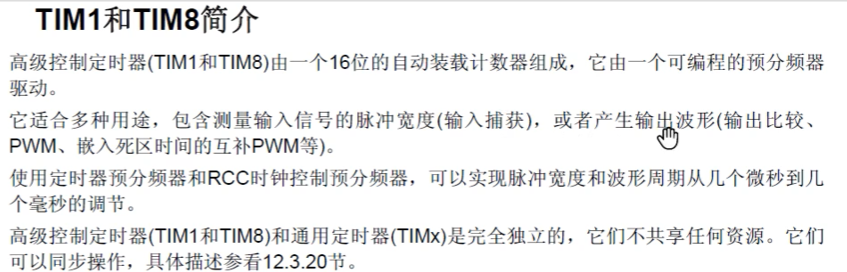 TIM1和TIM8简介
高级控制定时器(TIM1和TIM8)由一个16位的自动装载计数器组成，它由一个可编程的预分频器
驱动。
它适合多种用途，包含测量输入信号的脉冲宽度(输入捕获)，或者产生输出波形(输出比较、
PWM、嵌入死区时间的互补PWM等)。
使用定时器预分频器和RCC时钟控制预分频器，可以实现脉冲宽度和波形周期从几个微秒到几
个毫秒的调节。
高级控制定时器(TIM1和TIM8)和通用定时器(TIMx)是完全独立的，它们不共享任何资源。它们
可以同步操作，具体描述参看12.3.20节。